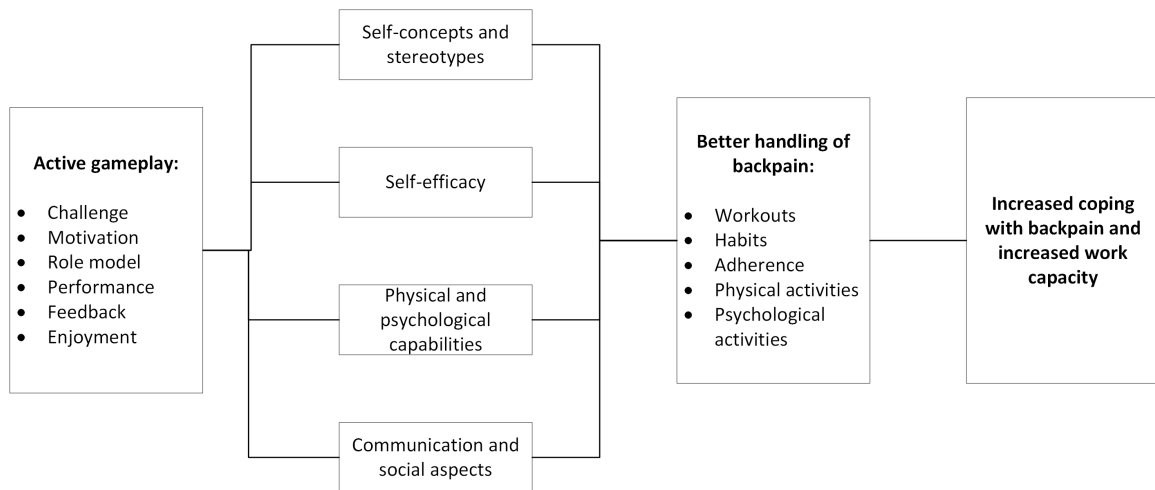 Self-concepts and
stereotypes
Active gameplay:
• Challenge
• Motivation
• Role model
• Performance
• Feedback
• Enjoyment
Self-efficacy
Physical and
psychological
capabilities
Communication and
social aspects
Better handling of
backpain:
• Workouts
• Habits
• Adherence
• Physical activities
• Psychological
activities
Increased coping
with backpain and
increased work
capacity